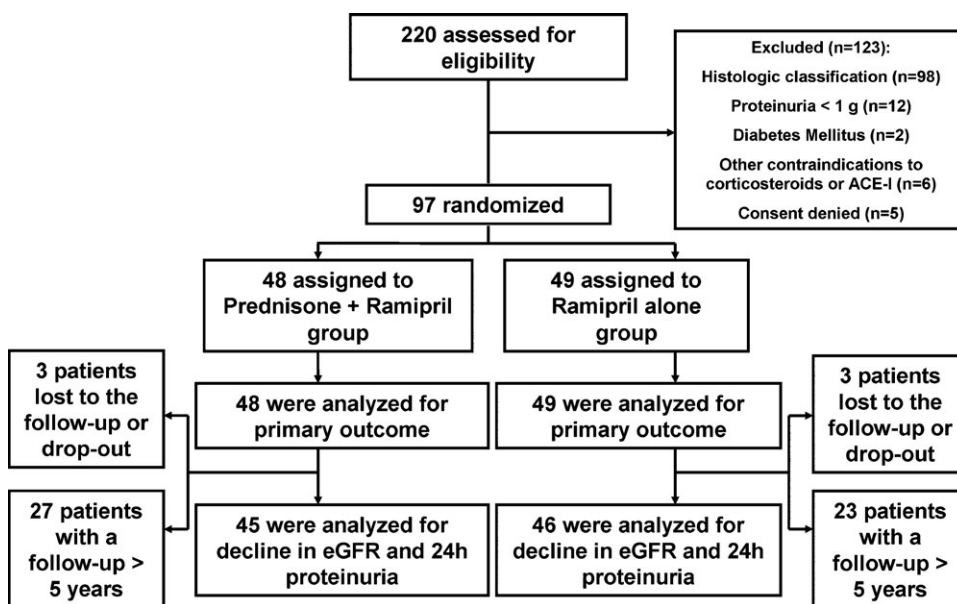 220 assessed for
eligibility
Excluded (n=123):
Histologic classification (n=98)
Proteinuria < 1 g (n=12)
Diabetes Mellitus (n=2)
Other contraindications to
corticosteroids or ACE-I (n=6)
Consent denied (n=5)
97 randomized
48 assigned to
Prednisone + Ramipril
group
49 assigned to
Ramipril alone
group
3 patients
lost to the
follow-up or
drop-out
48 were analyzed for
primary outcome
49 were analyzed for
primary outcome
3 patients
lost to the
follow-up or
drop-out
27 patients
with a
follow-up >
5 years
45 were analyzed for
decline in eGFR and 24h
proteinuria
46 were analyzed for
decline in eGFR and 24h
proteinuria
23 patients
with a
follow-up >
5 years